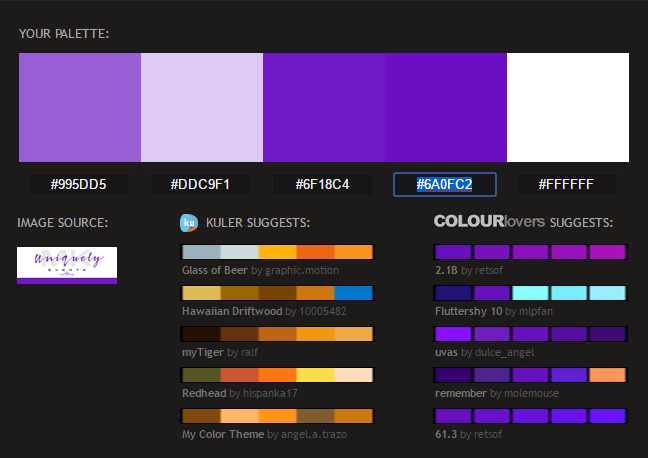 YOUR PALETTE:
#995DD5
#DDC9F1
#6F18C4
#6A0FC2
#FFFFFF
IMAGE SOURCE:
MK
Uniquely
EVENTS
ku KULER SUGGESTS:
Glass of Beer by graphic.motion
Hawaiian Driftwood by 10005482
myTiger by ralf
Redhead by hispanka17
My Color Theme by angel.a.trazo
COLOURlovers SUGGESTS:
2.1B by retsof
Fluttershy 10 by mlpfan
uvas by dulce_angel
remember by molemouse
61.3 by retsof